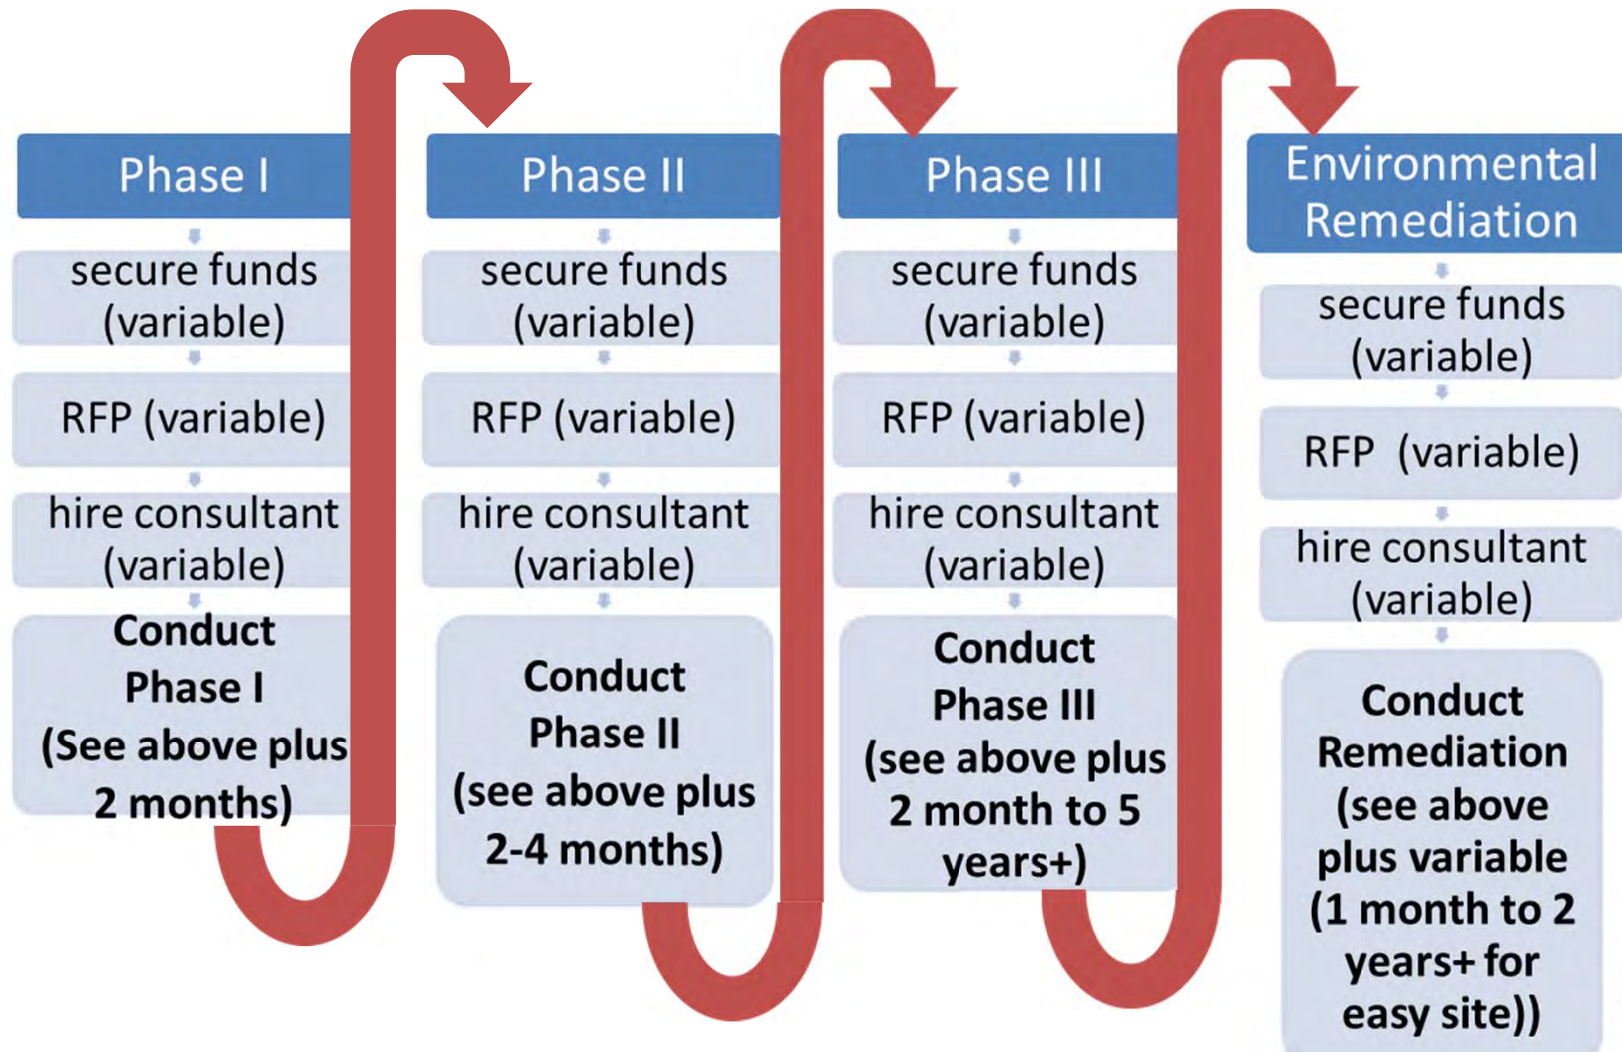 Phase I
secure funds
(variable)
RFP (variable)
hire consultant
(variable)
Conduct
Phase I
(See above plus
2 months)
Phase II
secure funds
(variable)
RFP (variable)
hire consultant
(variable)
Conduct
Phase II
(see above plus
2-4 months)
Phase III
secure funds
(variable)
RFP (variable)
hire consultant
(variable)
Conduct
Phase III
(see above plus
2 month to 5
years+)
Environmental
Remediation
secure funds
(variable)
RFP (variable)
hire consultant
(variable)
Conduct
Remediation
(see above
plus variable
(1 month to 2
years+ for
easy site))